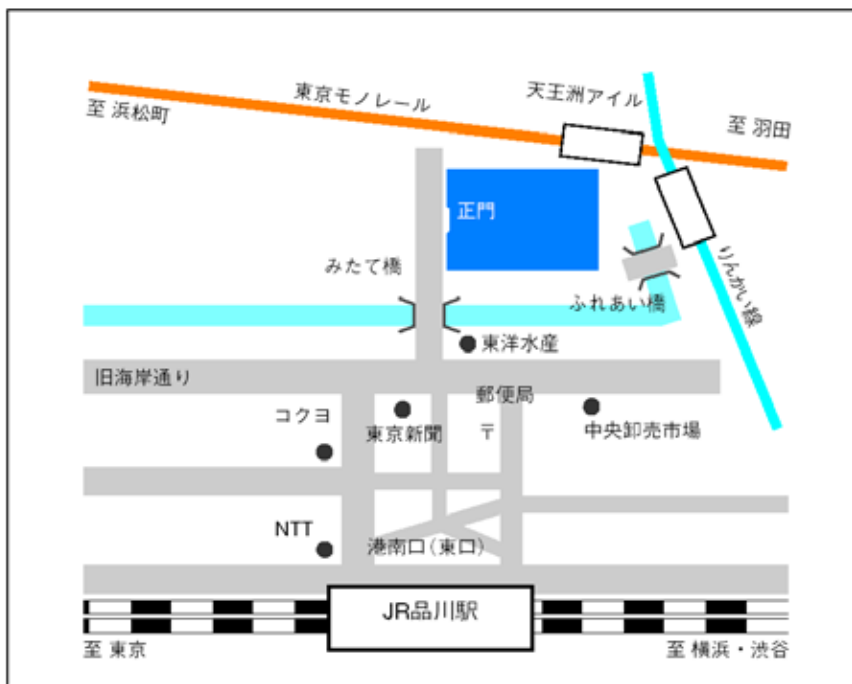 天王洲アイル
東京モノレール
至 浜松町
至 羽田
正門
みたて橋
りんかい線
ふれあい橋
東洋水産
旧海岸通り
郵便局
コクヨ
東京新聞
〒
中央卸売市場
NTT
港南口(東口)
JR品川駅
至 東京
至 横浜・渋谷